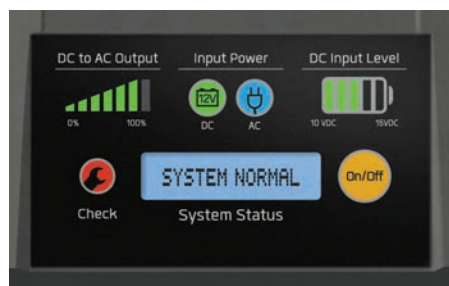 DC to AC Output
Input Power
DC Input Level
12V
0%
100%
DC
AC
10 VDC
15VDC
SYSTEM NORMAL
On/Off
Check
System Status